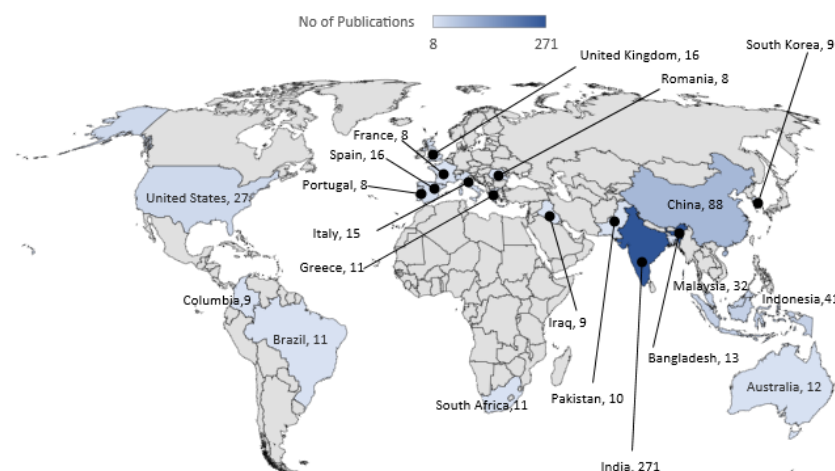 No of Publications
8 271
South Korea, 9
United Kingdom, 16
Romania, 8
France, 8
Spain, 16
Portugal, 8
United States, 27
China, 88
Italy, 15
Greece, 11
Malaysia, 32
Indonesia,41
Columbia,9
Iraq, 9
Brazil, 11
Bangladesh, 13
Australia, 12
Pakistan, 10
South Africa,11
India, 271